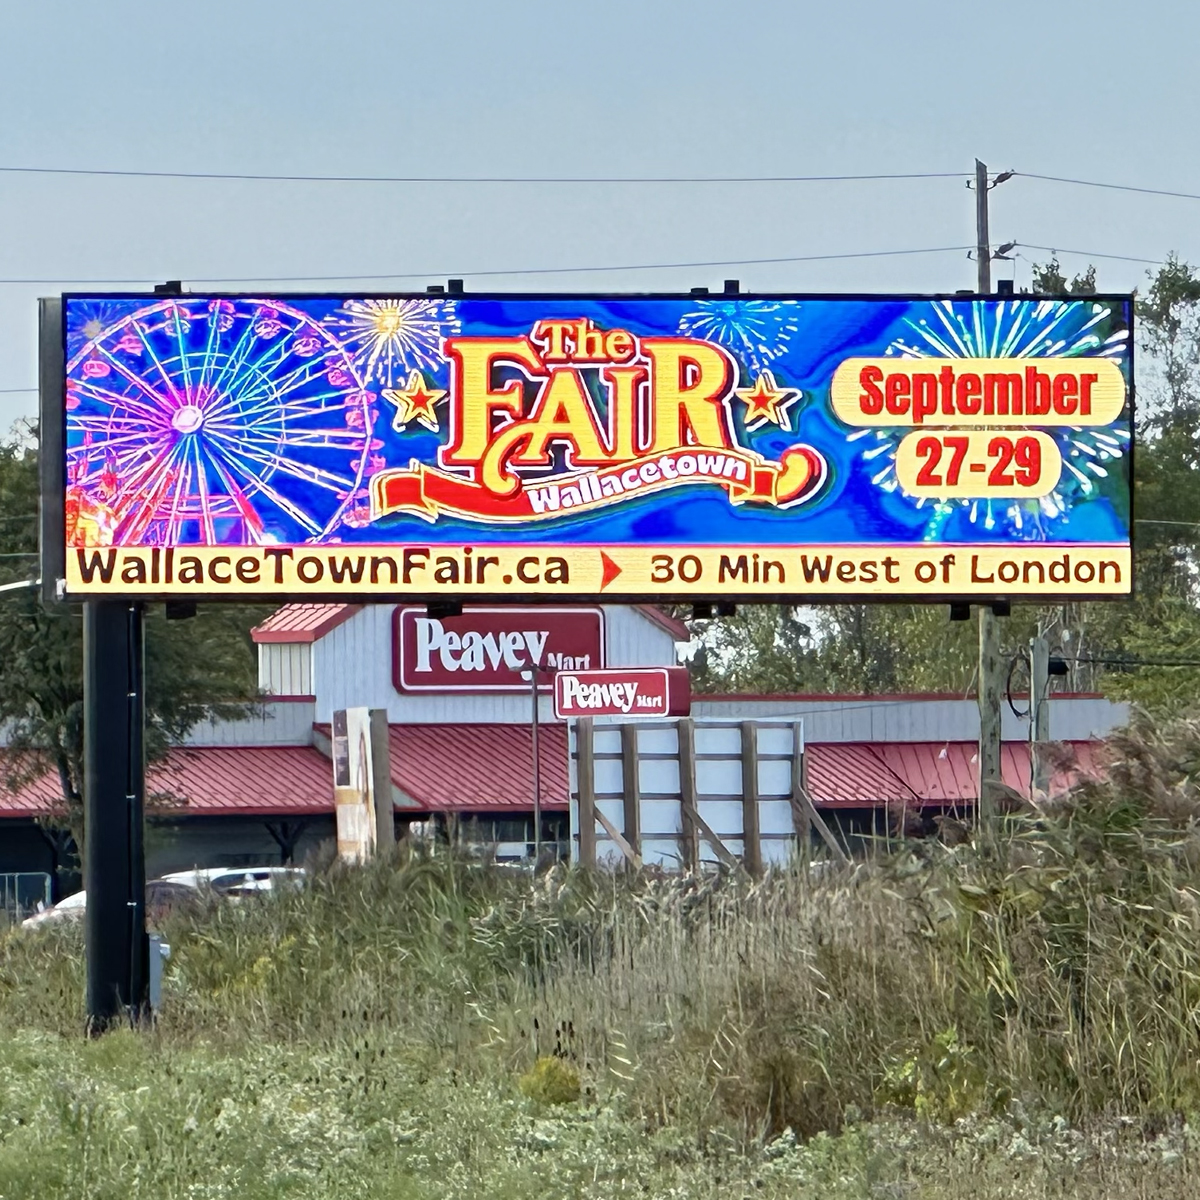 The
FAIR
Wallacetown
September
27-29
WallaceTownFair.ca
30 Min West of London
Peavey Mart
Peavey Mart